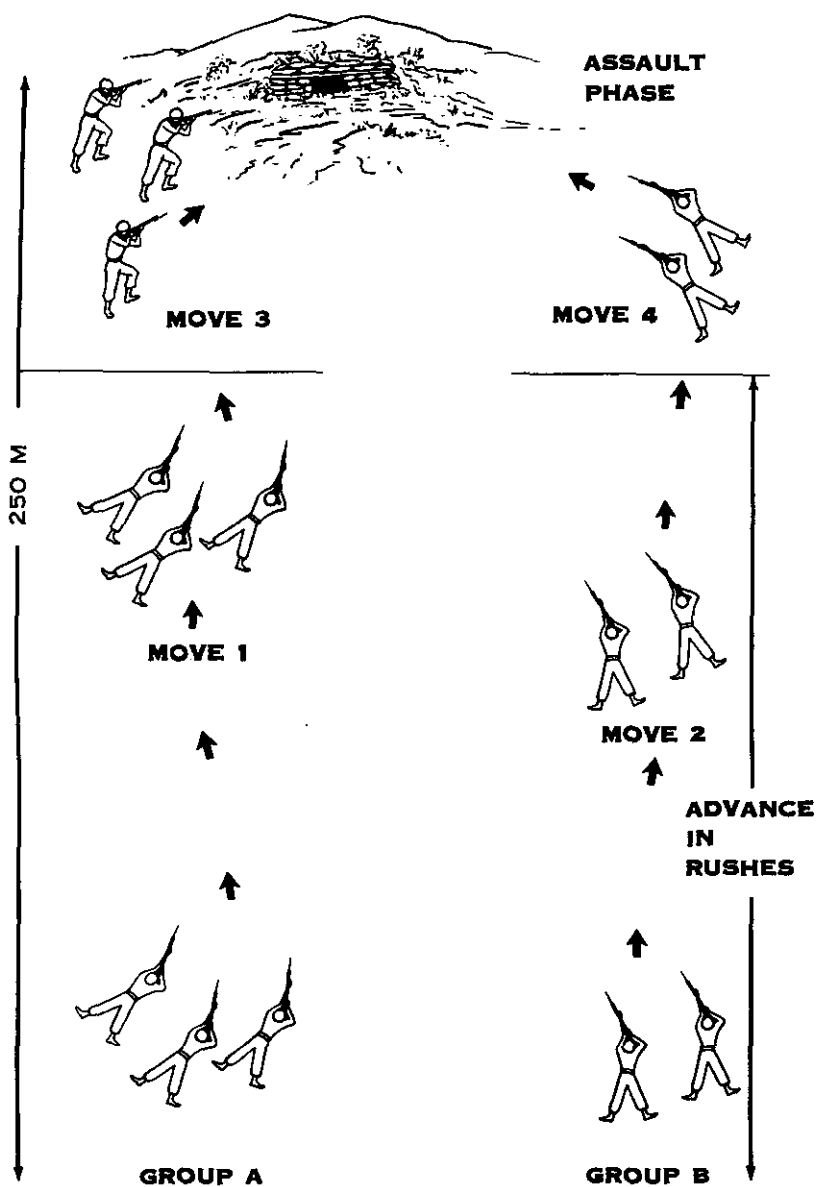 ASSAULT
PHASE
MOVE 3
MOVE 4
250 M
MOVE 1
MOVE 2
ADVANCE
IN
RUSHES
GROUP A
GROUP B